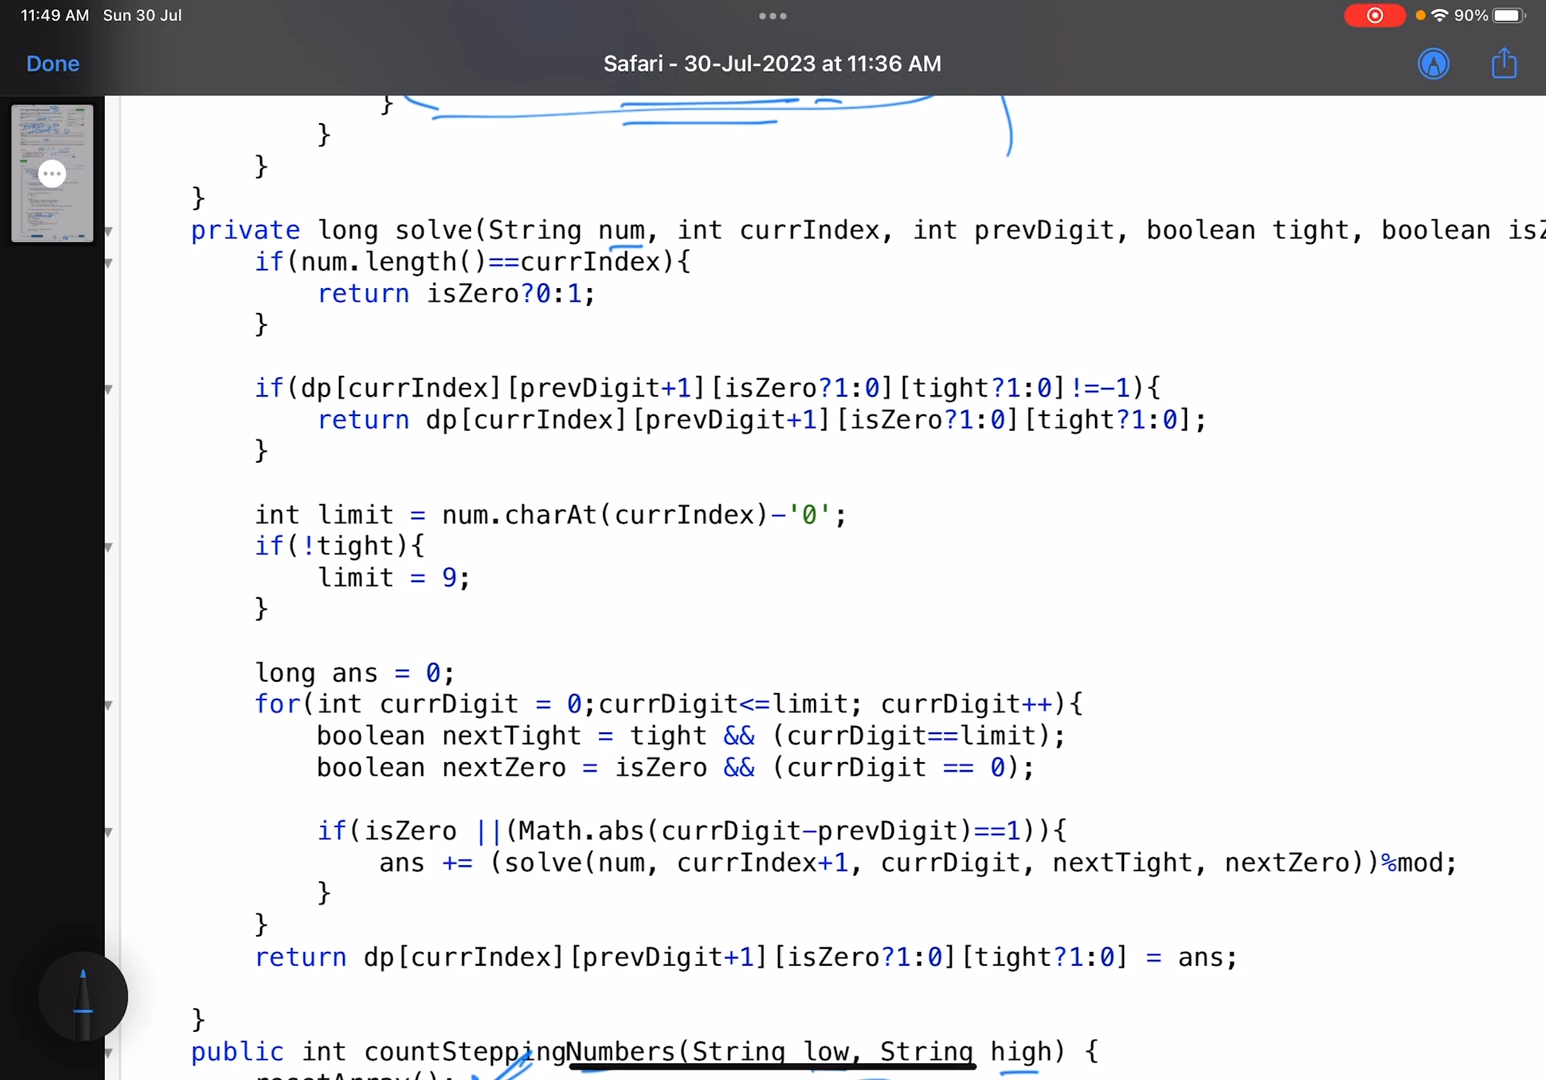 11:49 AM Sun 30 Jul
90%
Done
Safari - 30-Jul-2023 at 11:36 AM
}
}
}
}
private long solve(String num, int currIndex, int prevDigit, boolean tight, boolean isZ
if(num.length()==currIndex){
return isZero?0:1;
}
if(dp[currIndex][prevDigit+1][isZero?1:0][tight?1:0]!=-1){
return dp[currIndex][prevDigit+1][isZero?1:0][tight?1:0];
}
int limit = num.charAt(currIndex)-'0';
if(!tight){
limit = 9;
}
long ans = 0;
for(int currDigit = 0;currDigit<=limit; currDigit++){
boolean nextTight = tight && (currDigit==limit);
boolean nextZero = isZero && (currDigit == 0);
if(isZero ||(Math.abs(currDigit-prevDigit)==1)){
ans += (solve(num, currIndex+1, currDigit, nextTight, nextZero))%mod;
}
}
return dp[currIndex][prevDigit+1][isZero?1:0][tight?1:0] = ans;
}
public int countSteppingNumbers(String low, String high) {
resetArray();